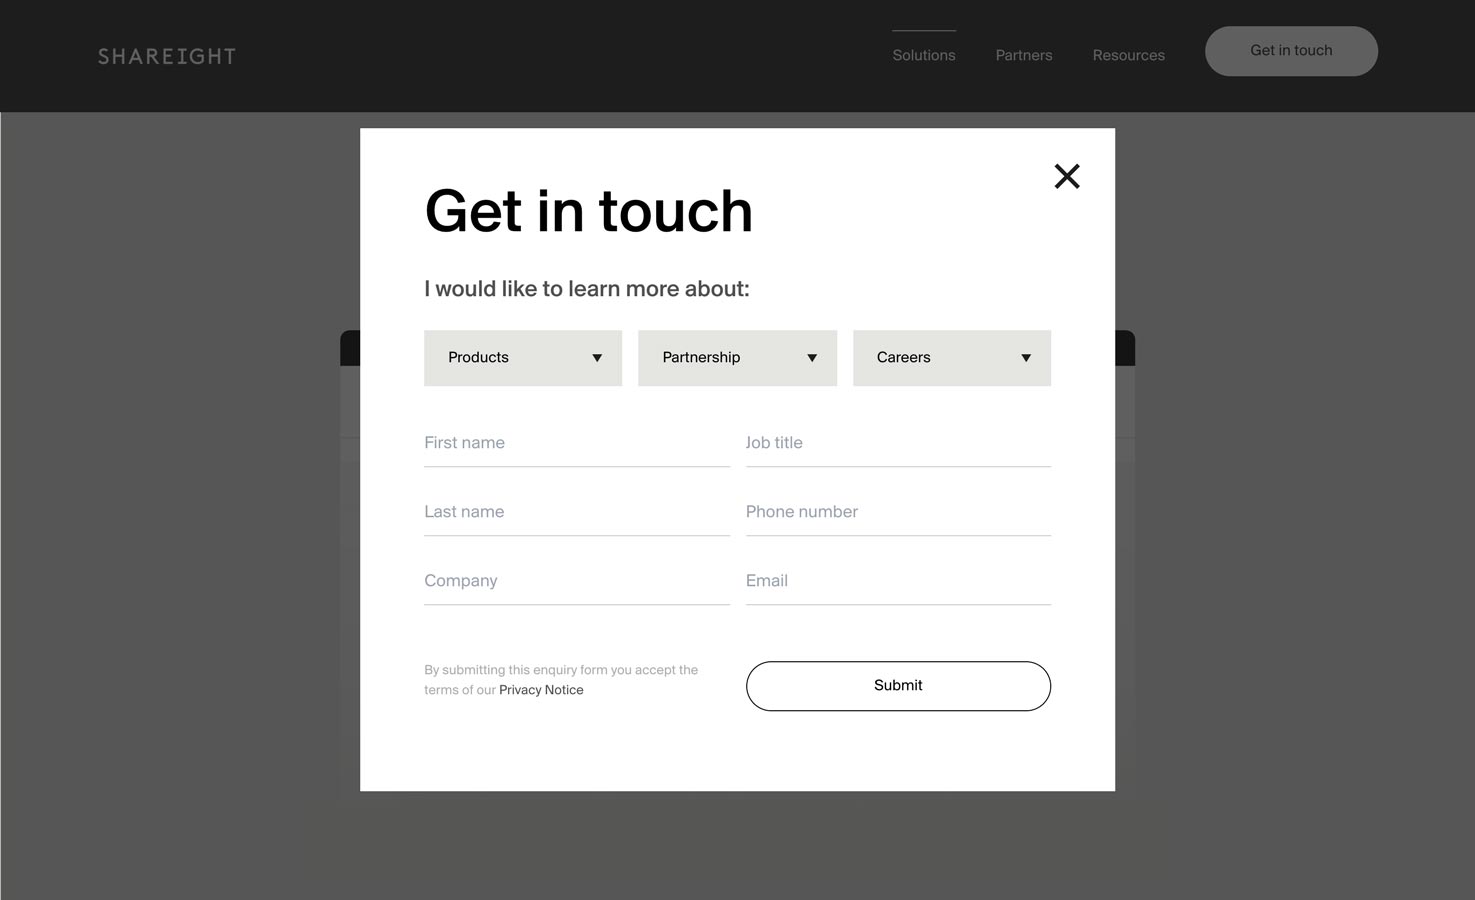 SHAREIGHT
Solutions
Partners
Resources
Get in touch
Get in touch
I would like to learn more about:
Products
Partnership
Careers
First name
Job title
Last name
Phone number
Company
Email
By submitting this enquiry form you accept the
terms of our Privacy Notice
Submit